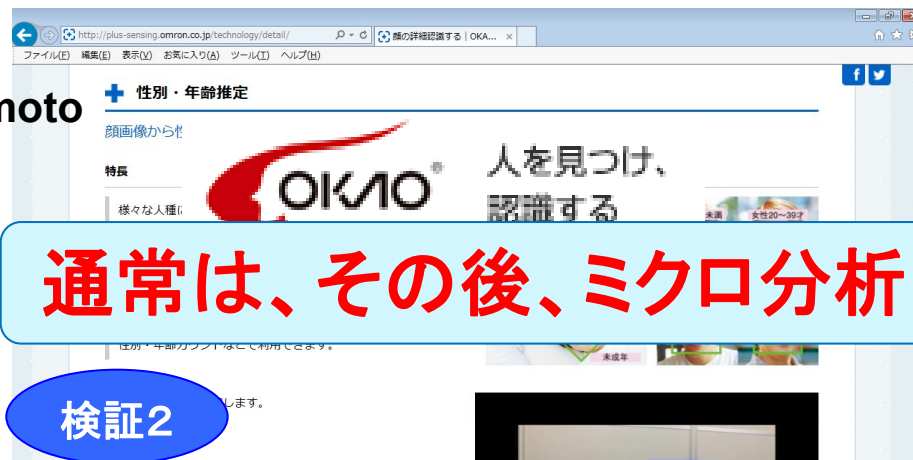 http://plus-sensing.omron.co.jp/technology/detail/
顔の詳細認識する | OKA...
ファイル(F) 編集(E) 表示(V) お気に入り(A) ツール(T) ヘルプ(H)
moto
性別・年齢推定
顔画像から性
特長
様々な人種に
OKAO®
人を見つけ、
認識する
未満
女性20~39才
通常は、その後、ミクロ分析
性別・年齢カウントなどで利用できます。
未成年
検証2
します。